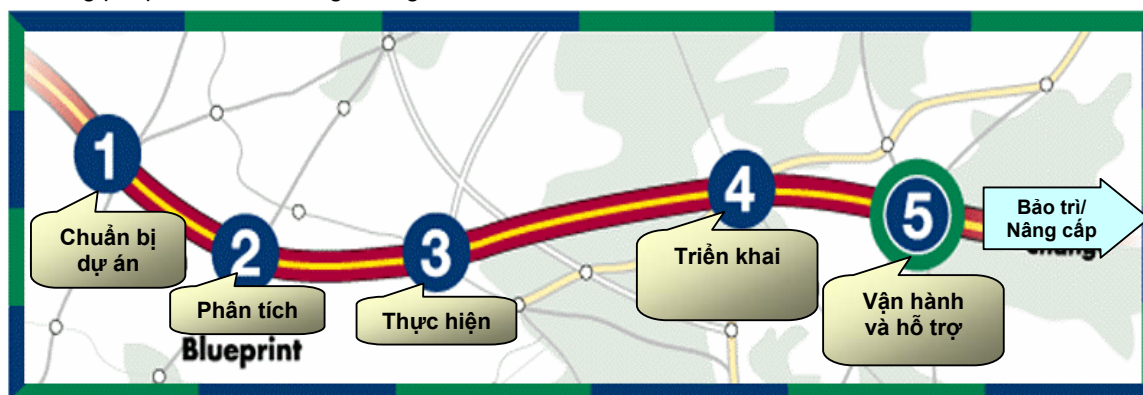 1
Chuẩn bị
dự án
2
Phân tích
Blueprint
3
Thực hiện
4
Triển khai
5
Vận hành
và hỗ trợ
Bảo trì/
Nâng cấp